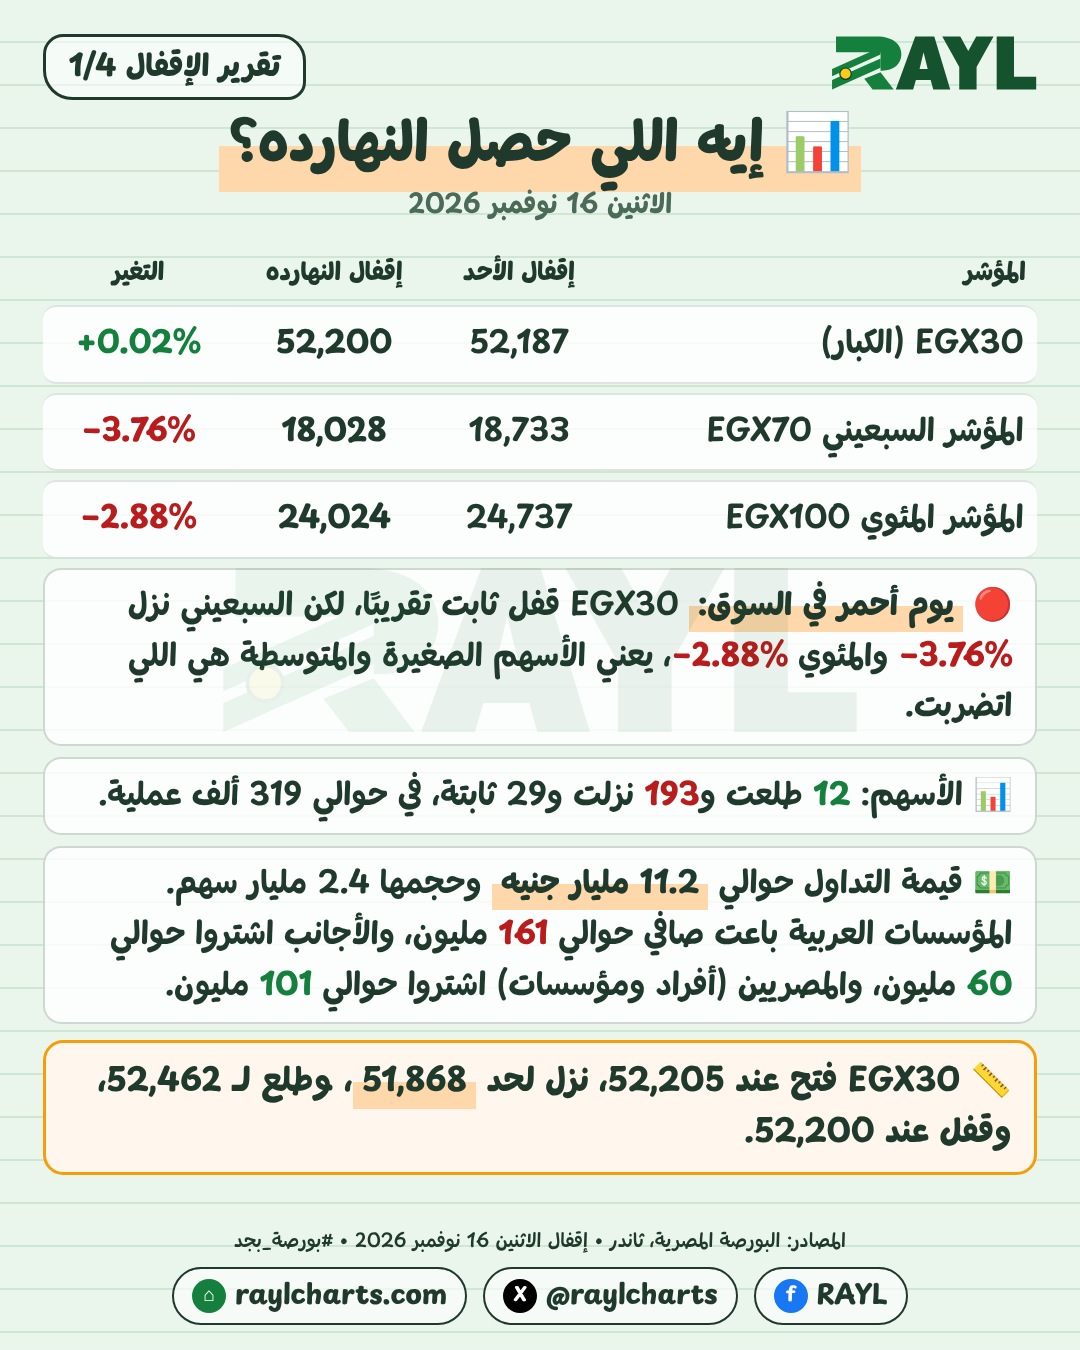 RAYL
تقرير الإقفال 1/4
📊 إيه اللي حصل النهارده؟
الاثنين 16 نوفمبر 2026
المؤشر إقفال الأحد إقفال النهارده التغير
EGX30 (الكبار) 52,187 52,200 +0.02%
المؤشر السبعيني EGX70 18,733 18,028 −3.76%
المؤشر المئوي EGX100 24,737 24,024 −2.88%
🔴 يوم أحمر في السوق: EGX30 قفل ثابت تقريبًا، لكن السبعيني نزل
−3.76% والمئوي −2.88%، يعني الأسهم الصغيرة والمتوسطة هي اللي
اتضربت.
📊 الأسهم: 12 طلعت و193 نزلت و29 ثابتة، في حوالي 319 ألف عملية.
💵 قيمة التداول حوالي 11.2 مليار جنيه وحجمها 2.4 مليار سهم.
المؤسسات العربية باعت صافي حوالي 161 مليون، والأجانب اشتروا حوالي
60 مليون، والمصريين (أفراد ومؤسسات) اشتروا حوالي 101 مليون.
📏 EGX30 فتح عند 52,205، نزل لحد 51,868، وطلع لـ 52,462،
وقفل عند 52,200.
المصادر: البورصة المصرية، ثاندر • إقفال الاثنين 16 نوفمبر 2026 • #بورصة_بجد
RAYL @raylcharts raylcharts.com